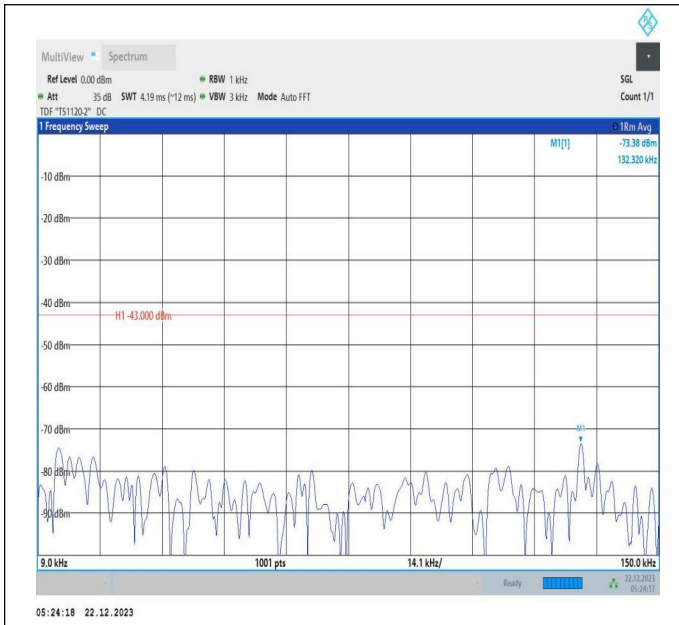 R&S
MultiView Spectrum
Ref Level 0.00 dBm RBW 1 kHz SGL
Att 35 dB SWT 4.19 ms (~12 ms) VBW 3 kHz Mode Auto FFT Count 1/1
TDF "TS1120-2" DC
1 Frequency Sweep 1Rm Avg
M1[1] -73.38 dBm
132.320 kHz
-10 dBm
-20 dBm
-30 dBm
-40 dBm
H1 -43.000 dBm
-50 dBm
-60 dBm
-70 dBm
M1
-80 dBm
-90 dBm
9.0 kHz 1001 pts 14.1 kHz/ 150.0 kHz
Ready 22.12.2023
05:24:17
05:24:18 22.12.2023